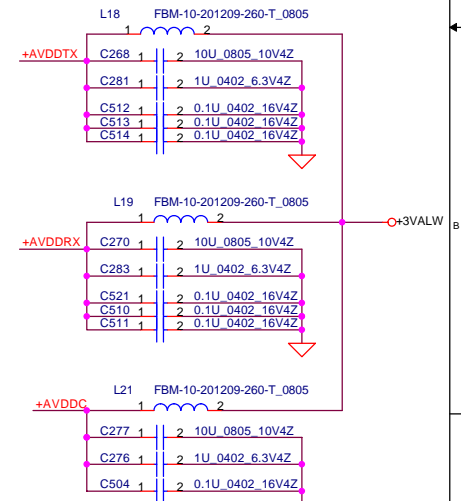 L18 FBM-10-201209-260-T_0805
1 2
+AVDDTX C268 1 2 10U_0805_10V4Z
C281 1 2 1U_0402_6.3V4Z
C512 1 2 0.1U_0402_16V4Z
C513 1 2 0.1U_0402_16V4Z
C514 1 2 0.1U_0402_16V4Z
L19 FBM-10-201209-260-T_0805
1 2 +3VALW B
+AVDDRX C270 1 2 10U_0805_10V4Z
C283 1 2 1U_0402_6.3V4Z
C521 1 2 0.1U_0402_16V4Z
C510 1 2 0.1U_0402_16V4Z
C511 1 2 0.1U_0402_16V4Z
L21 FBM-10-201209-260-T_0805
+AVDDC 1 2
C277 1 2 10U_0805_10V4Z
C276 1 2 1U_0402_6.3V4Z
C504 1 2 0.1U_0402_16V4Z